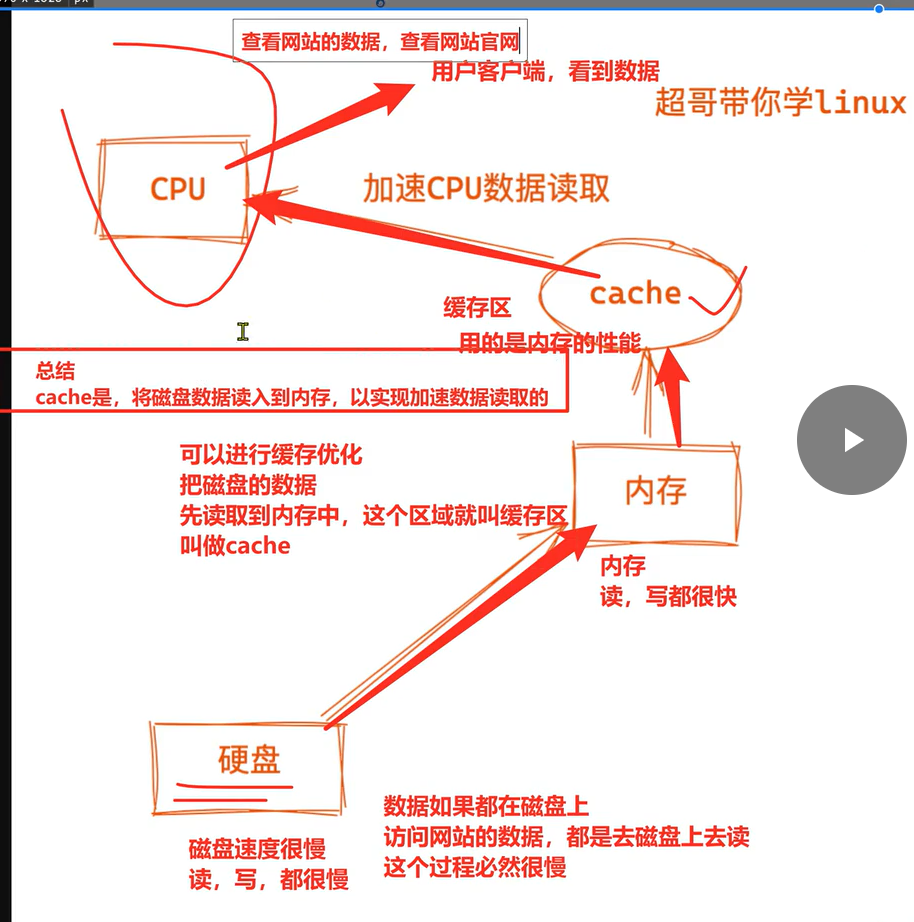 查看网站的数据，查看网站官网
用户客户端，看到数据
超哥带你学linux
CPU
加速CPU数据读取
cache
缓存区
用的是内存的性能
总结
cache是，将磁盘数据读入到内存，以实现加速数据读取的
可以进行缓存优化
把磁盘的数据
先读取到内存中，这个区域就叫缓存区
叫做cache
内存
内存
读，写都很快
硬盘
磁盘速度很慢
读，写，都很慢
数据如果都在磁盘上
访问网站的数据，都是去磁盘上去读
这个过程必然很慢